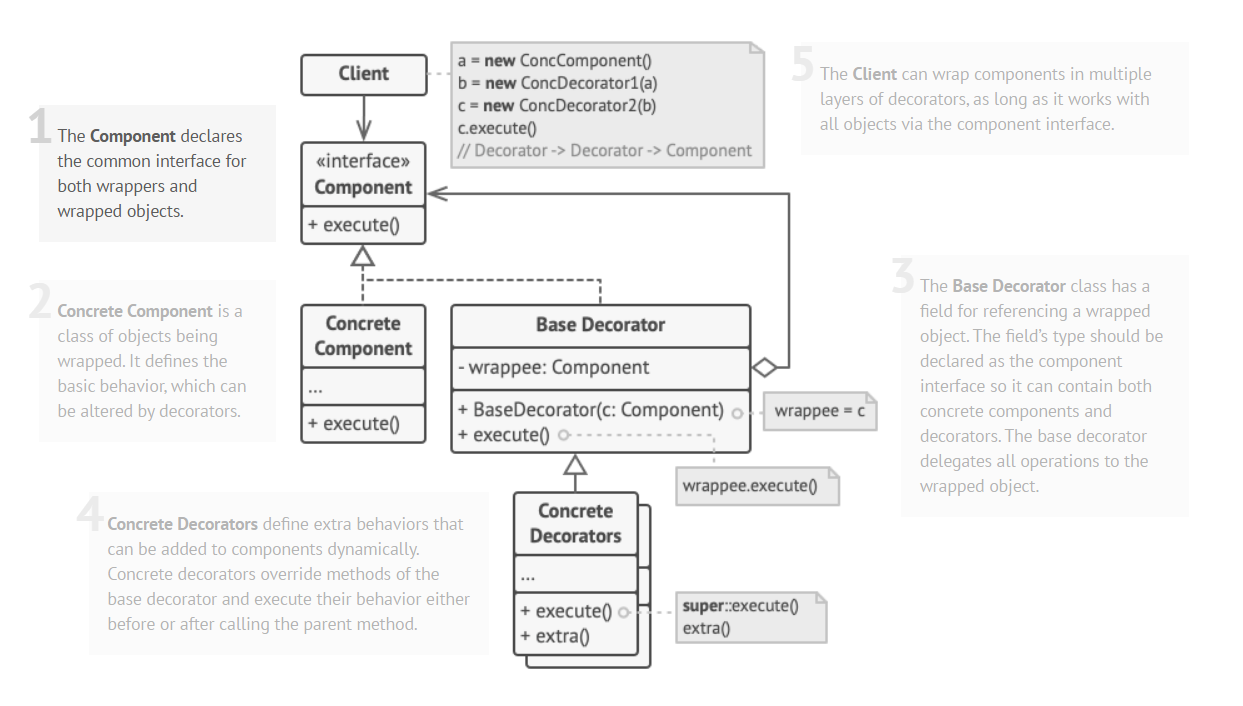 Client
a = new ConcComponent()
b = new ConcDecorator1(a)
c = new ConcDecorator2(b)
c.execute()
// Decorator -> Decorator -> Component
5
The Client can wrap components in multiple
layers of decorators, as long as it works with
all objects via the component interface.
1
The Component declares
the common interface for
both wrappers and
wrapped objects.
«interface»
Component
+ execute()
2
Concrete Component is a
class of objects being
wrapped. It defines the
basic behavior, which can
be altered by decorators.
Concrete
Component
...
+ execute()
Base Decorator
- wrappee: Component
+ BaseDecorator(c: Component)
+ execute()
wrappee = c
wrappee.execute()
3
The Base Decorator class has a
field for referencing a wrapped
object. The field's type should be
declared as the component
interface so it can contain both
concrete components and
decorators. The base decorator
delegates all operations to the
wrapped object.
4
Concrete Decorators define extra behaviors that
can be added to components dynamically.
Concrete decorators override methods of the
base decorator and execute their behavior either
before or after calling the parent method.
Concrete
Decorators
...
+ execute()
+ extra()
super::execute()
extra()